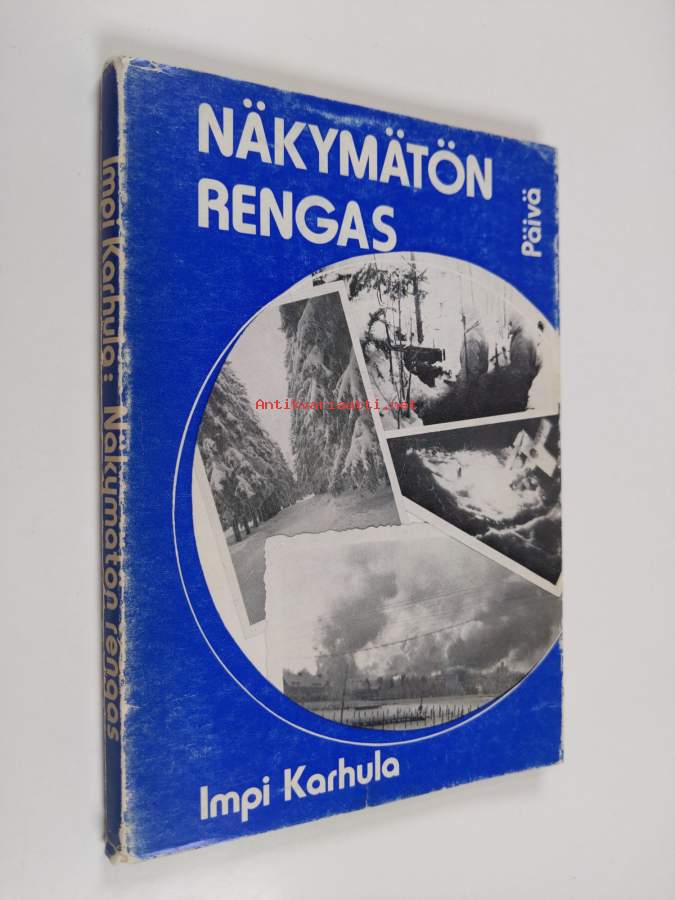 NÄKYMÄTÖN
RENGAS
Päivä
Impi Karhula: Näkymätön rengas
Antikvariaatti.net
Impi Karhula